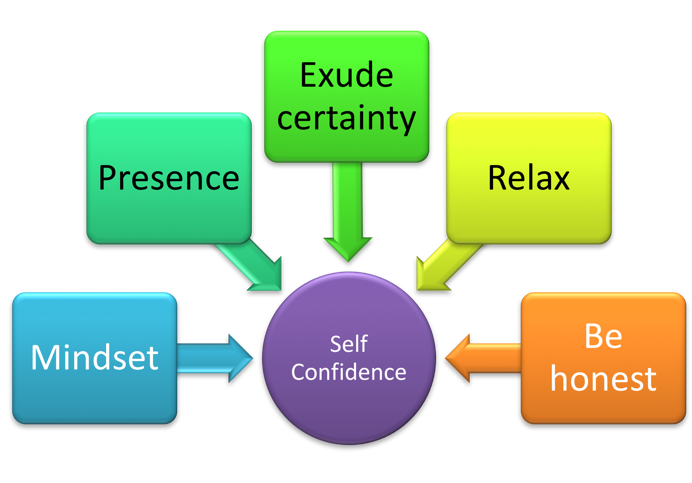 Exude
certainty
Presence
Relax
Mindset
Self
Confidence
Be
honest